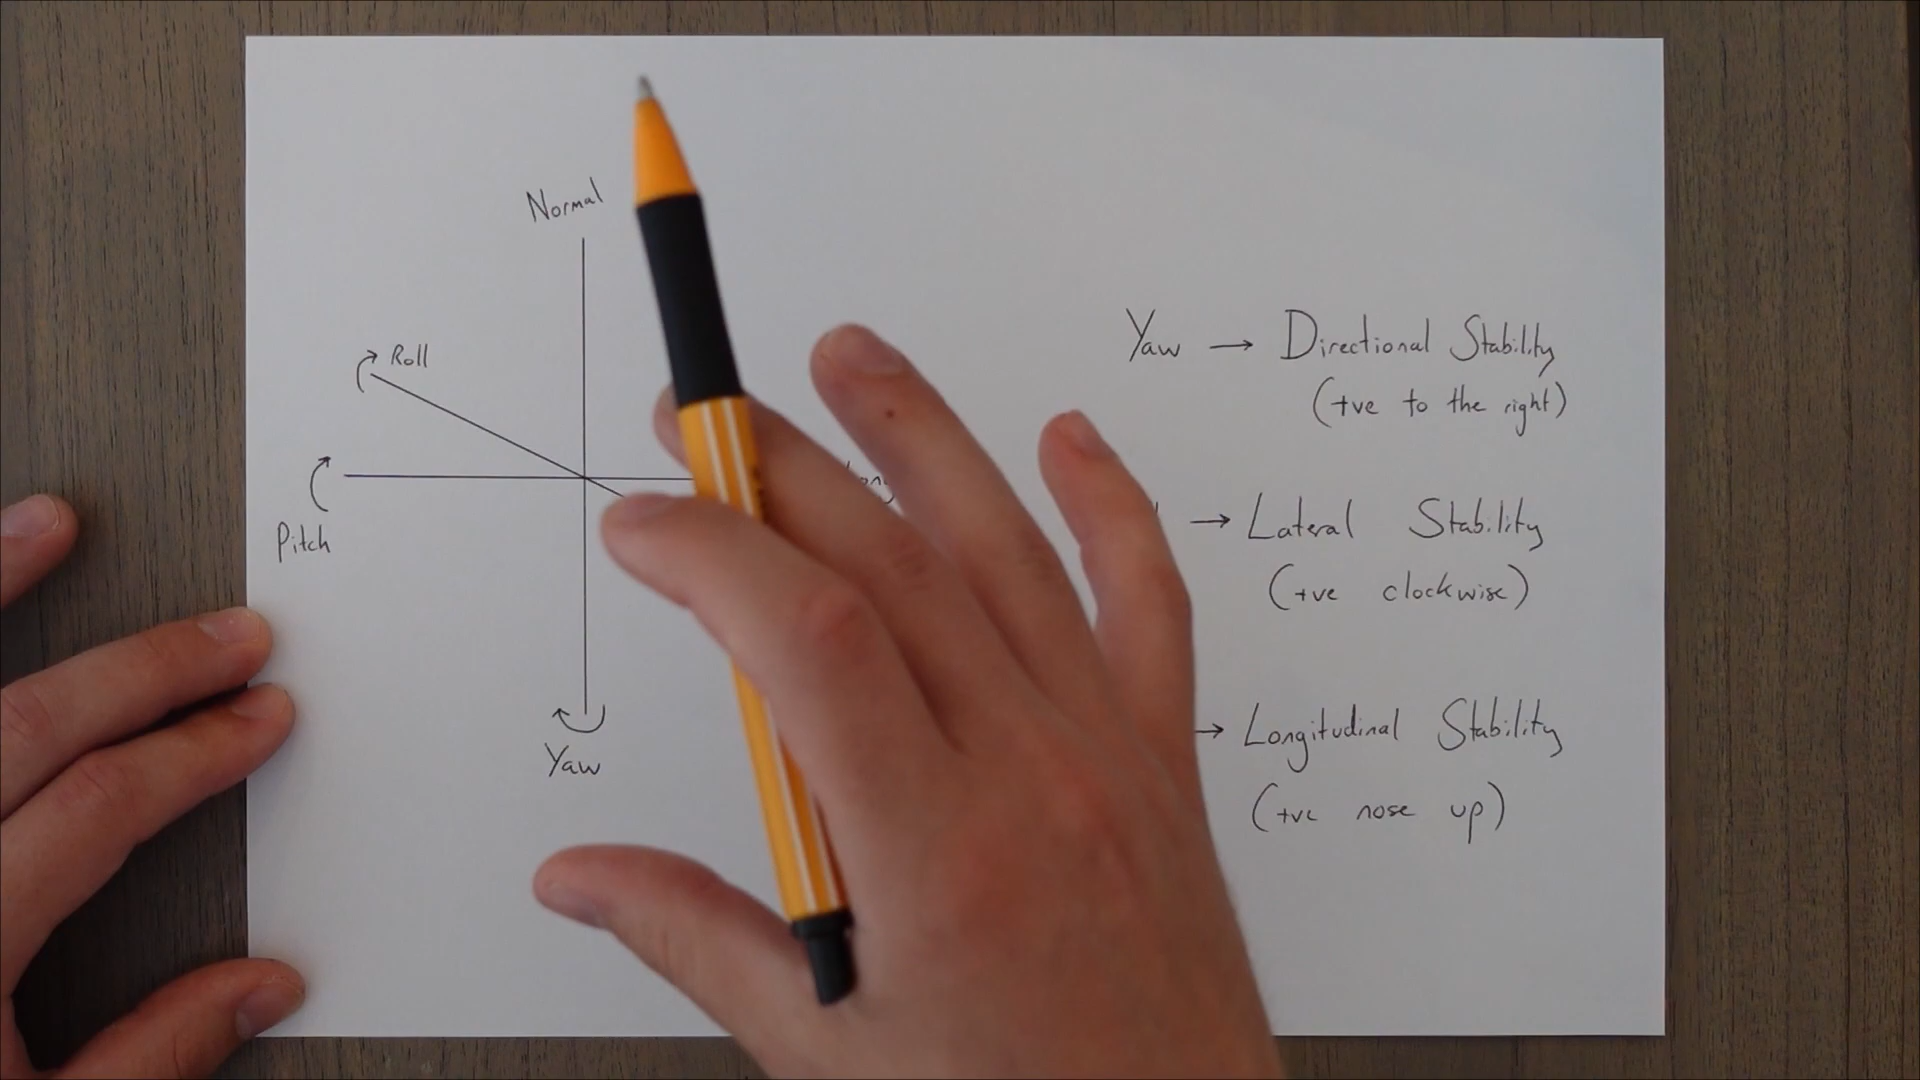 Normal
Roll
Pitch
Yaw
Yaw → Directional Stability
(+ve to the right)
→ Lateral Stability
(+ve clockwise)
→ Longitudinal Stability
(+ve nose up)